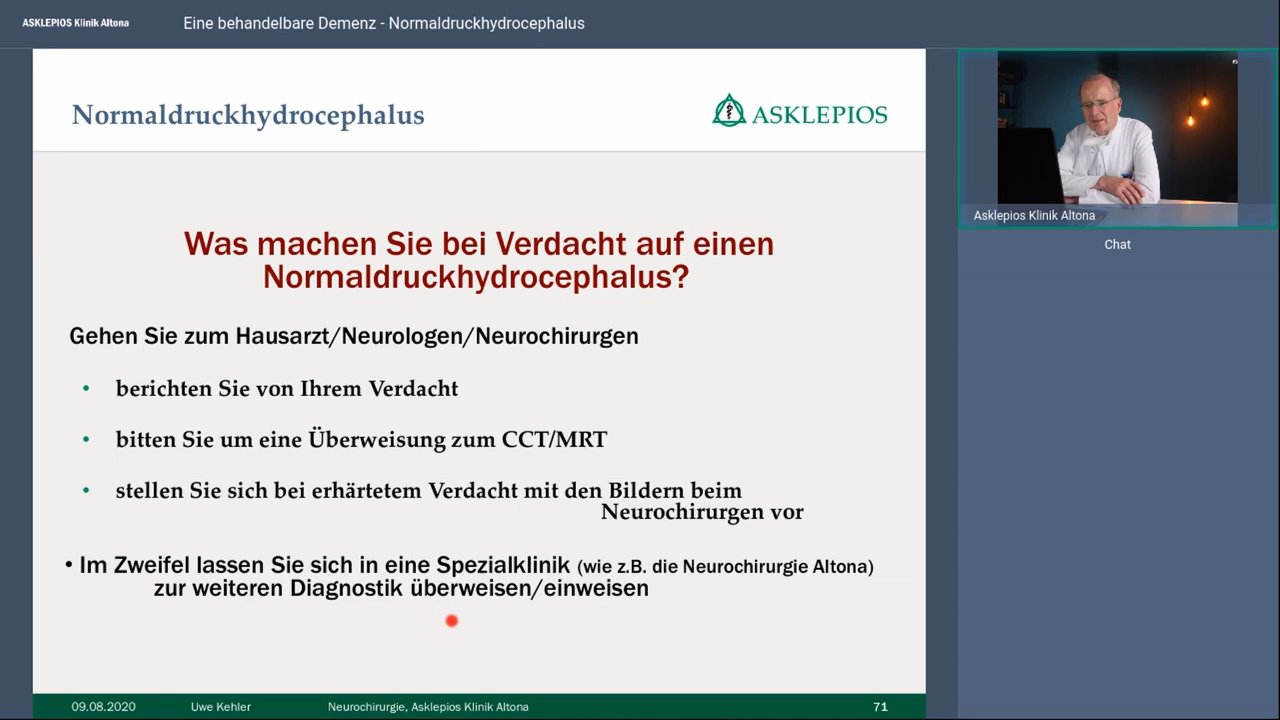 ASKLEPIOS Klinik Altona
Eine behandelbare Demenz - Normaldruckhydrocephalus
Normaldruckhydrocephalus
ASKLEPIOS
Was machen Sie bei Verdacht auf einen
Normaldruckhydrocephalus?
Gehen Sie zum Hausarzt/Neurologen/Neurochirurgen
• berichten Sie von Ihrem Verdacht
• bitten Sie um eine Überweisung zum CCT/MRT
• stellen Sie sich bei erhärtetem Verdacht mit den Bildern beim
Neurochirurgen vor
• Im Zweifel lassen Sie sich in eine Spezialklinik (wie z.B. die Neurochirurgie Altona)
zur weiteren Diagnostik überweisen/einweisen
09.08.2020 Uwe Kehler Neurochirurgie, Asklepios Klinik Altona 71
Asklepios Klinik Altona
Chat